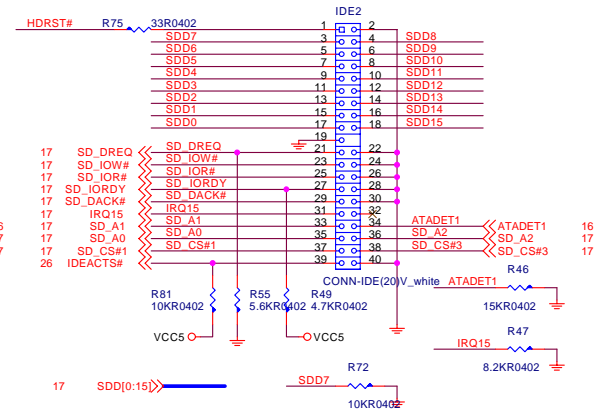 IDE2
HDRST# R75 33R0402 1 2
SDD7 3 4 SDD8
SDD6 5 6 SDD9
SDD5 7 8 SDD10
SDD4 9 10 SDD11
SDD3 11 12 SDD12
SDD2 13 14 SDD13
SDD1 15 16 SDD14
SDD0 17 18 SDD15
19
17 SD_DREQ SD_DREQ 21 22
17 SD_IOW# SD_IOW# 23 24
17 SD_IOR# SD_IOR# 25 26
17 SD_IORDY SD_IORDY 27 28
17 SD_DACK# SD_DACK# 29 30
17 IRQ15 IRQ15 31 32
17 SD_A1 SD_A1 33 34 ATADET1 ATADET1 16
17 SD_A0 SD_A0 35 36 SD_A2 SD_A2 17
17 SD_CS#1 SD_CS#1 37 38 SD_CS#3 SD_CS#3 17
26 IDEACTS# 39 40
CONN-IDE(20)V_white
ATADET1 R46
15KR0402
R81 R55 R49
10KR0402 5.6KR0402 4.7KR0402
VCC5 VCC5
IRQ15 R47
8.2KR0402
17 SDD[0:15]
SDD7 R72
10KR0402